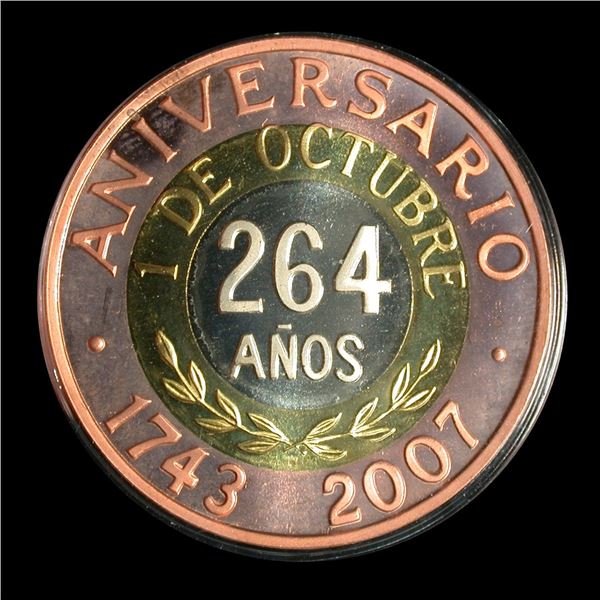 ANIVERSARIO
1 DE OCTUBRE
264
AÑOS
· 1743 2007 ·